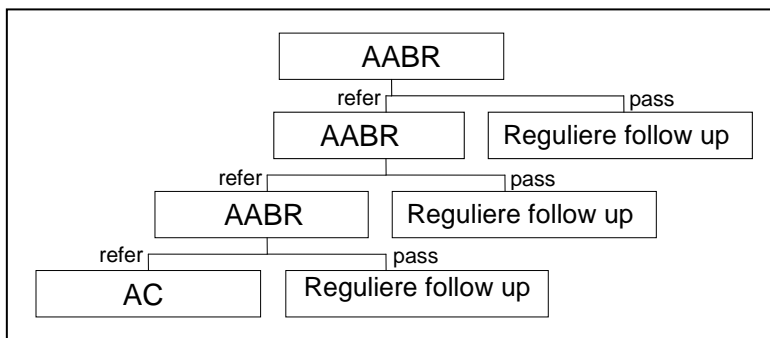 AABR
refer pass
AABR Reguliere follow up
refer pass
AABR Reguliere follow up
refer pass
AC Reguliere follow up